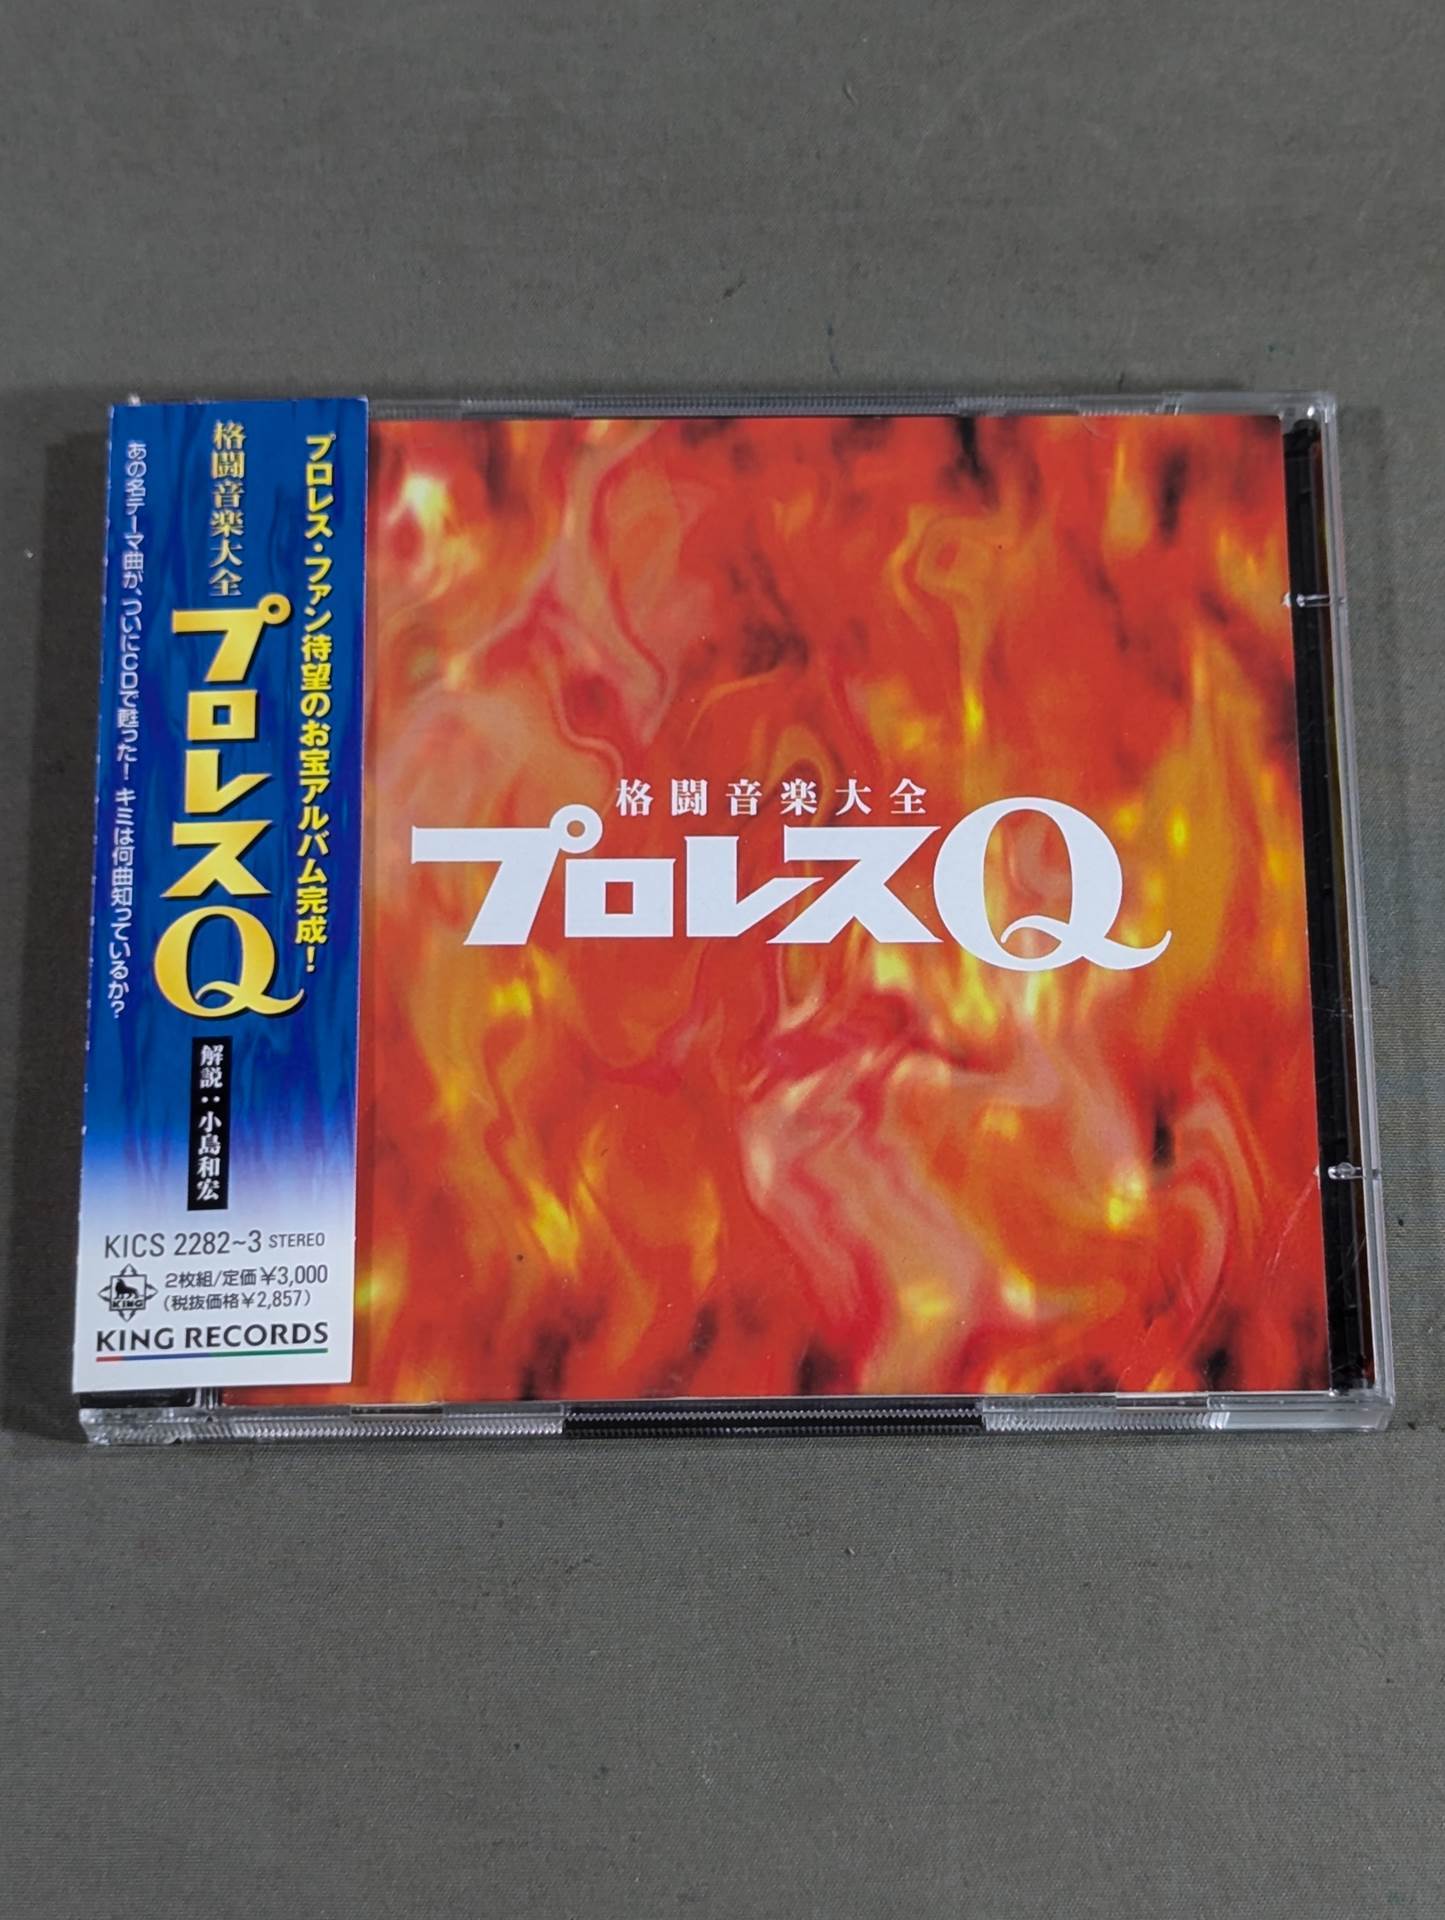 プロレス・ファン待望のお宝アルバム完成!
格闘音楽大全
プロレスQ
あの名テーマ曲が、ついにCDで甦った! キミは何曲知っているか?
解説:小島和宏
KICS 2282~3 STEREO
KING
2枚組/定価¥3,000
(税抜価格¥2,857)
KING RECORDS
格闘音楽大全
プロレスQ